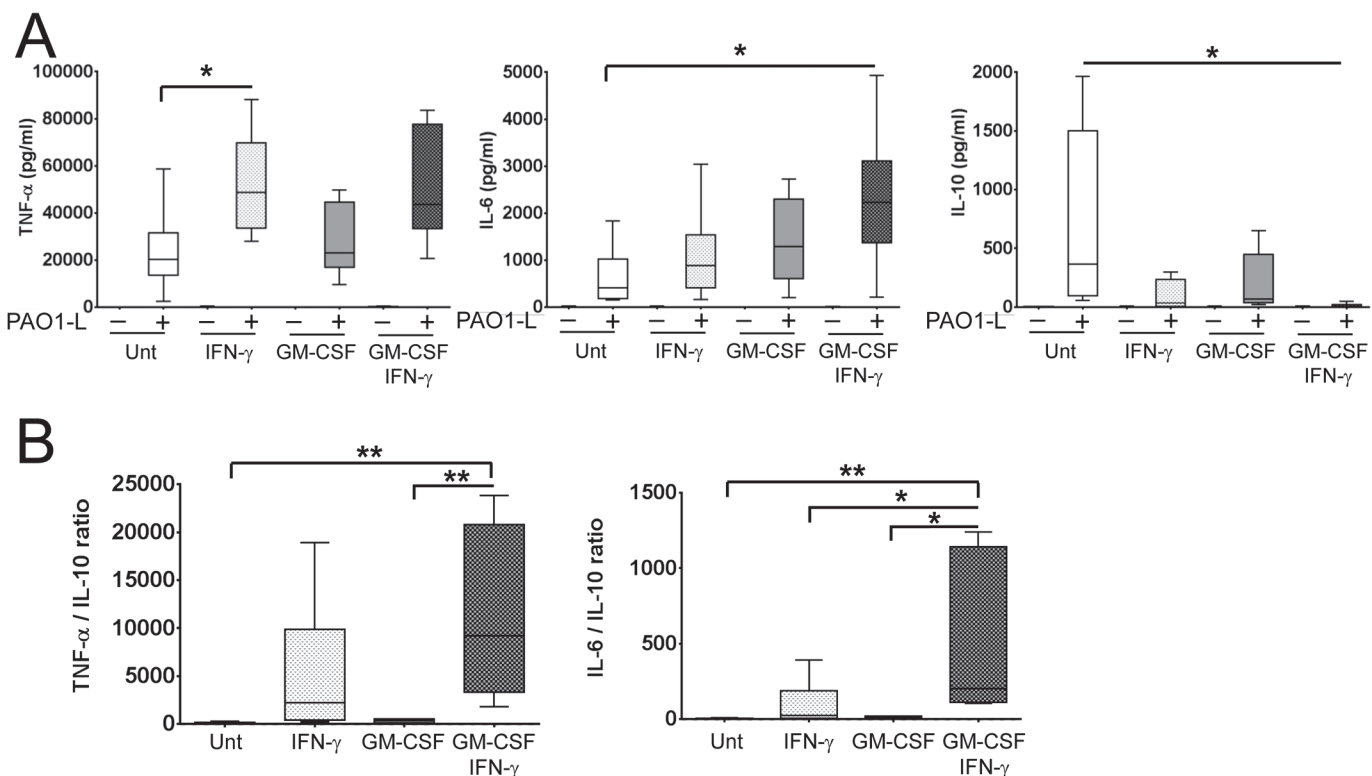 A
TNF-α (pg/ml)
100000
80000
60000
40000
20000
0
*
PAO1-L
– + – + – + – +
Unt IFN-γ GM-CSF GM-CSF
IFN-γ
IL-6 (pg/ml)
5000
4000
3000
2000
1000
0
*
PAO1-L
– + – + – + – +
Unt IFN-γ GM-CSF GM-CSF
IFN-γ
IL-10 (pg/ml)
2000
1500
1000
500
0
*
PAO1-L
– + – + – + – +
Unt IFN-γ GM-CSF GM-CSF
IFN-γ
B
TNF-α / IL-10 ratio
25000
20000
15000
10000
5000
0
**
**
Unt IFN-γ GM-CSF GM-CSF
IFN-γ
IL-6 / IL-10 ratio
1500
1000
500
0
**
*
*
Unt IFN-γ GM-CSF GM-CSF
IFN-γ